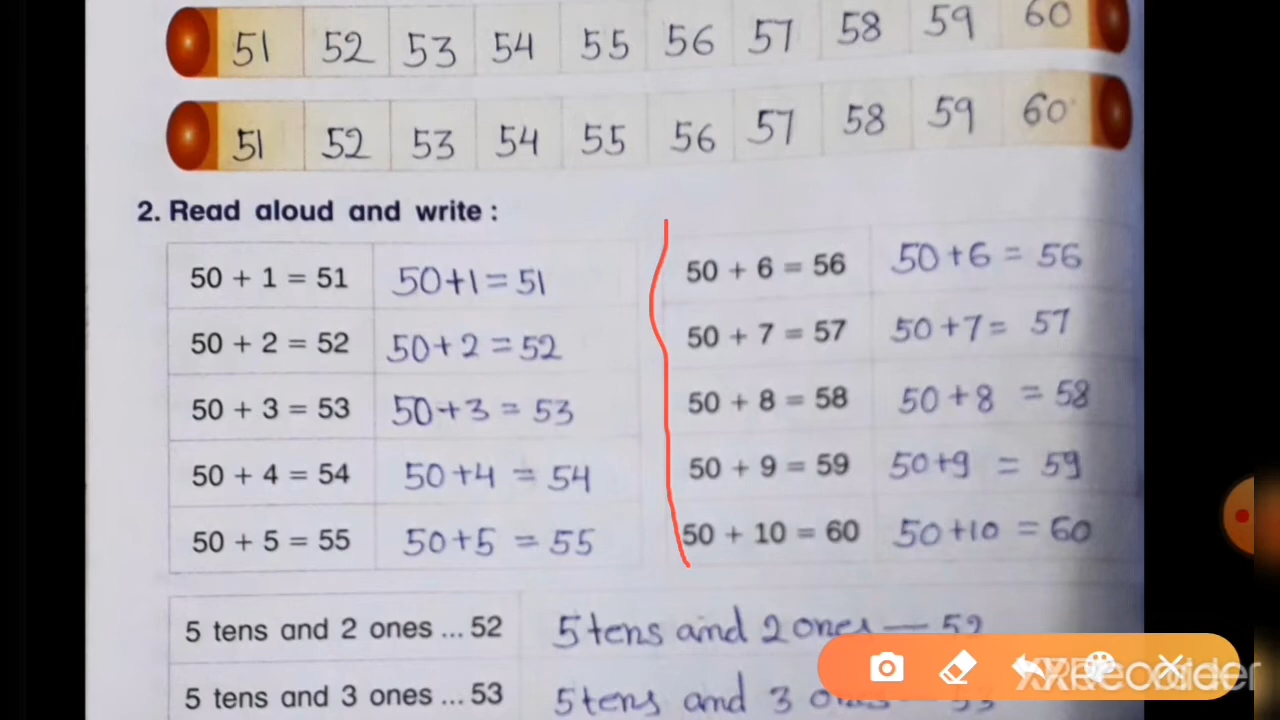 51 52 53 54 55 56 57 58 59 60
51 52 53 54 55 56 57 58 59 60
2. Read aloud and write :
50 + 1 = 51 50+1=51
50 + 2 = 52 50+2=52
50 + 3 = 53 50+3=53
50 + 4 = 54 50+4=54
50 + 5 = 55 50+5=55
50 + 6 = 56 50+6=56
50 + 7 = 57 50+7=57
50 + 8 = 58 50+8=58
50 + 9 = 59 50+9=59
50 + 10 = 60 50+10=60
5 tens and 2 ones ... 52 5 tens and 2 ones — 52
5 tens and 3 ones ... 53 5 tens and 3 ones 53
XRecorder